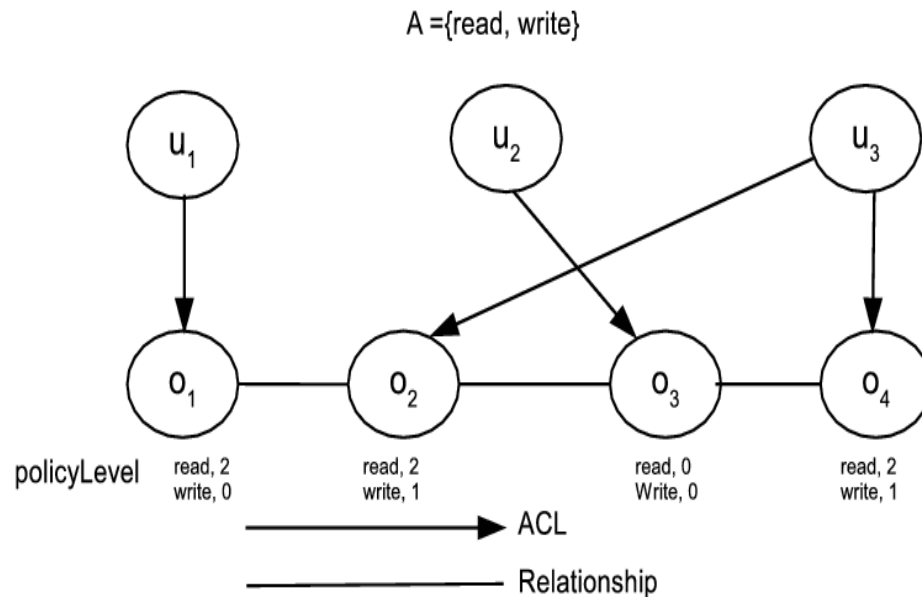 A ={read, write}
u₁ u₂ u₃
o₁ o₂ o₃ o₄
policyLevel read, 2 read, 2 read, 0 read, 2
write, 0 write, 1 Write, 0 write, 1
ACL
Relationship